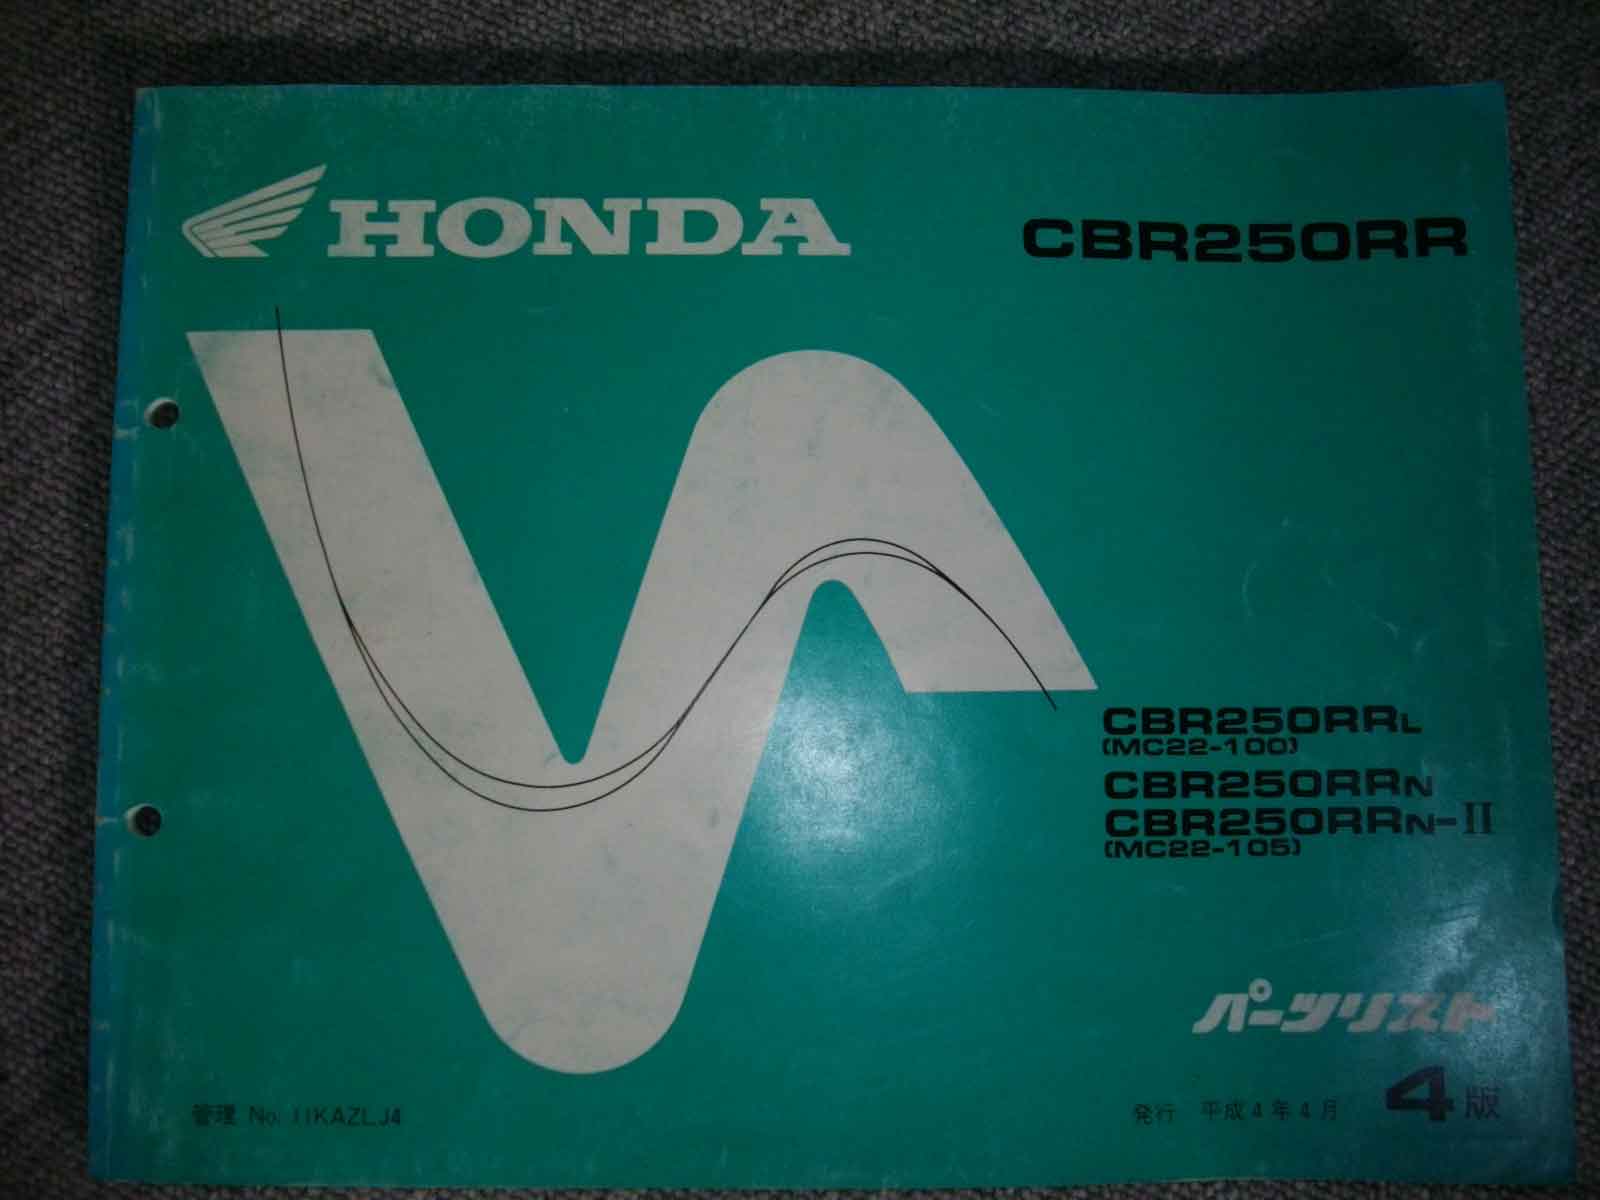 HONDA
CBR250RR
CBR250RRL
(MC22-100)
CBR250RRN
CBR250RRN-II
(MC22-105)
パーツリスト
管理 No. 11KAZLJ4
発行 平成4年4月 4版